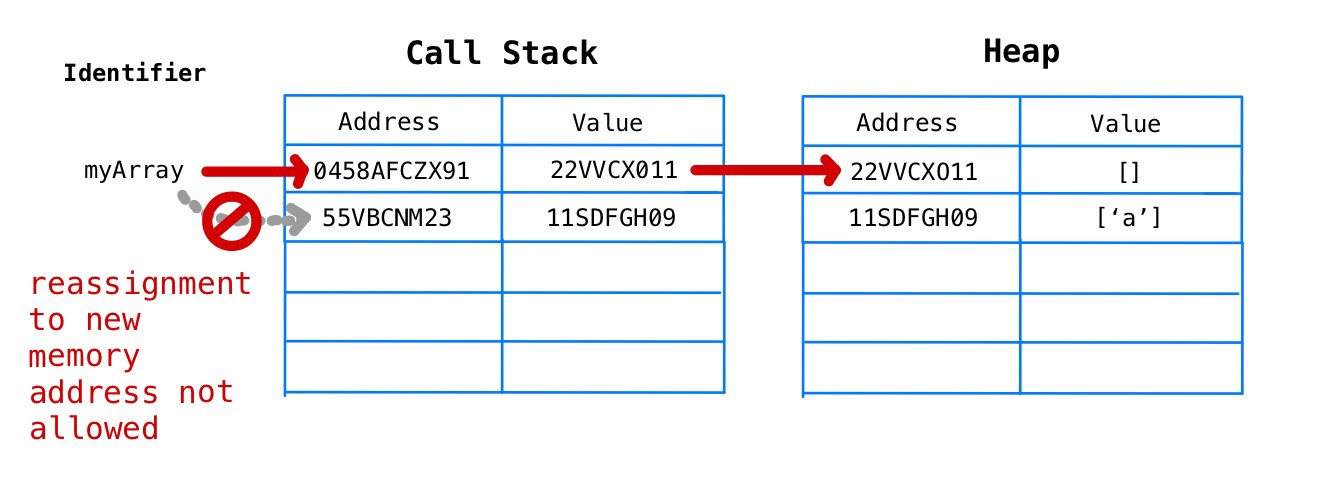 Call Stack
Heap
Identifier
Address Value
Address Value
myArray
0458AFCZX91 22VVCX011
22VVCXO11 []
55VBCNM23 11SDFGH09
11SDFGH09 [‘a’]
reassignment
to new
memory
address not
allowed